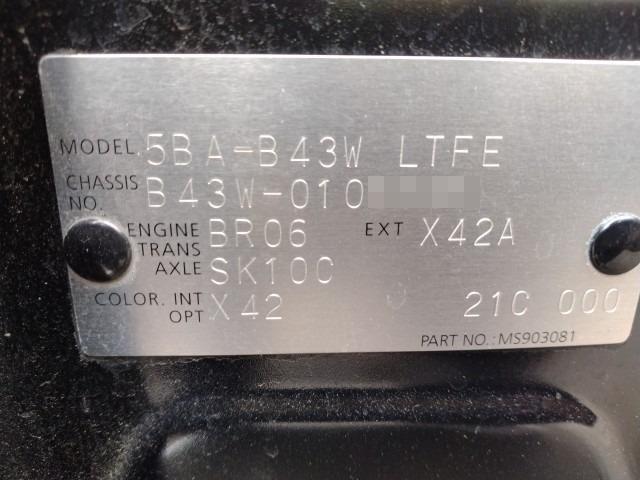 MODEL 5BA-B43W LTFE
CHASSIS NO. B43W-010
ENGINE BR06 EXT X42A
TRANS AXLE SK10C
COLOR. INT OPT X42 21C 000
PART NO.: MS903081